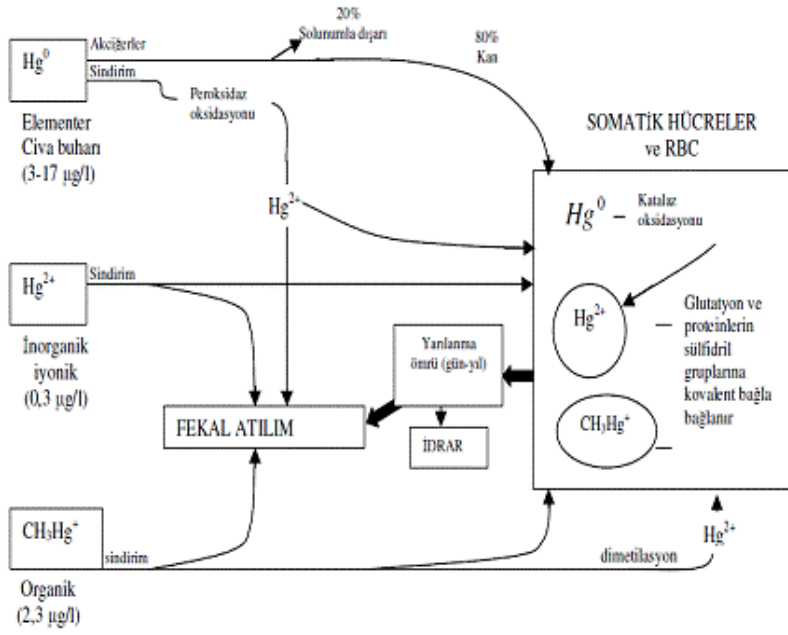 20%
Solunumla dışarı
Akciğerler
Hg⁰
Sindirim
80%
Kan
Peroksidaz
oksidasyonu
Elementer
Civa buharı
(3-17 µg/l)
SOMATİK HÜCRELER
ve RBC
Hg²⁺
Hg⁰ –
Katalaz
oksidasyonu
Sindirim
Hg²⁺
İnorganik
iyonik
(0,3 µg/l)
Hg²⁺
Glutatyon ve
proteinlerin
sülfidril
gruplarına
kovalent bağla
bağlanır
Yarılanma
ömrü (gün-yıl)
FEKAL ATILIM
İDRAR
CH₃Hg⁺
CH₃Hg⁺
sindirim
Organik
(2,3 µg/l)
dimetilasyon
Hg²⁺